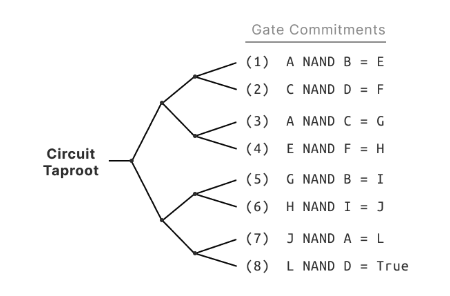 Gate Commitments
(1) A NAND B = E
(2) C NAND D = F
(3) A NAND C = G
(4) E NAND F = H
Circuit
Taproot
(5) G NAND B = I
(6) H NAND I = J
(7) J NAND A = L
(8) L NAND D = True